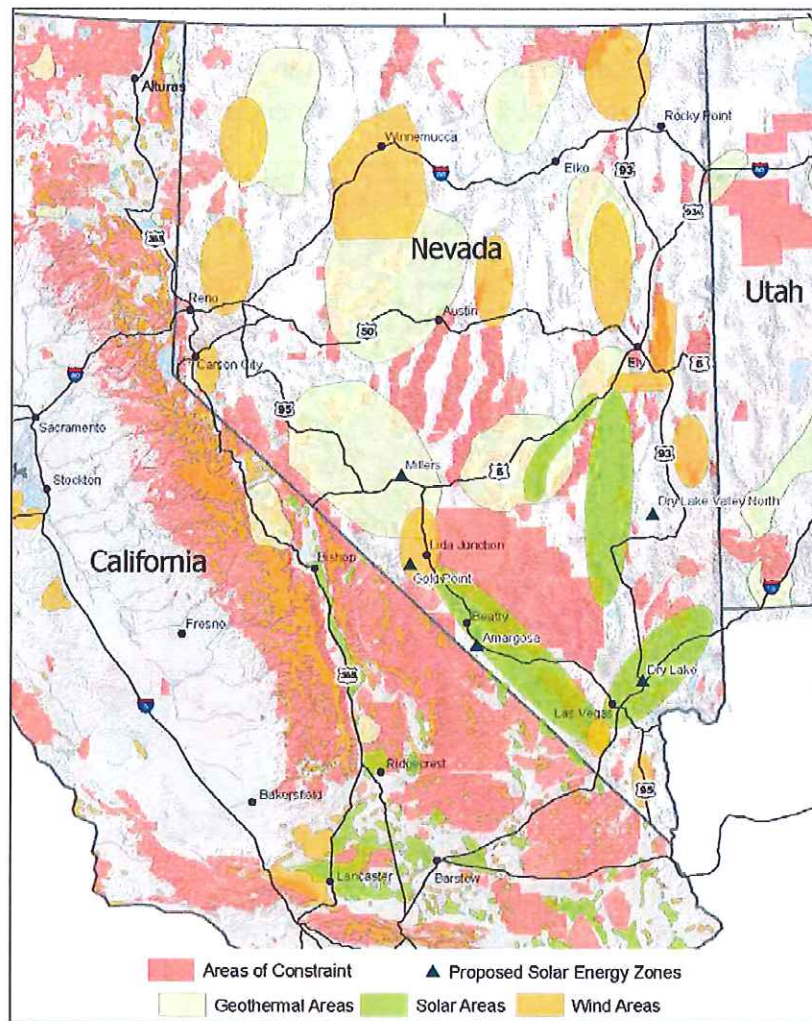 Alturas
Rocky Point
Winnemucca
80
Elko
93
80
93A
395
Nevada
Utah
Reno
Austin
50
Carson City
Ely
6
80
95
Sacramento
93
Millers
6
Stockton
Dry Lake Valley North
Lida Junction
California
Bishop
Gold Point
15
Beatty
Fresno
Amargosa
395
Dry Lake
5
Las Vegas
Ridgecrest
95
Bakersfield
Lancaster
Barstow
Areas of Constraint
Proposed Solar Energy Zones
Geothermal Areas
Solar Areas
Wind Areas